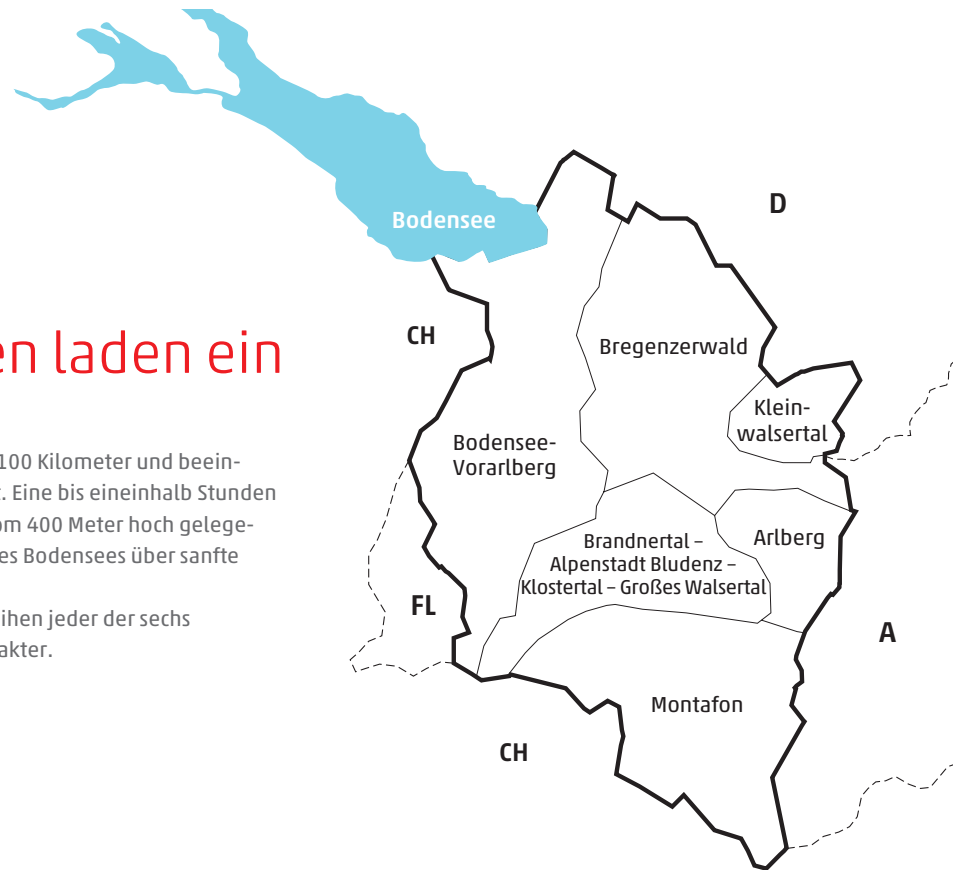 en laden ein
100 Kilometer und beein-
. Eine bis eineinhalb Stunden
om 400 Meter hoch gelege-
es Bodensees über sanfte
ihen jeder der sechs
akter.
Bodensee
D
CH
Bregenzerwald
Klein-
walsertal
Bodensee-
Vorarlberg
Arlberg
Brandnertal –
Alpenstadt Bludenz –
Klostertal – Großes Walsertal
FL
A
Montafon
CH